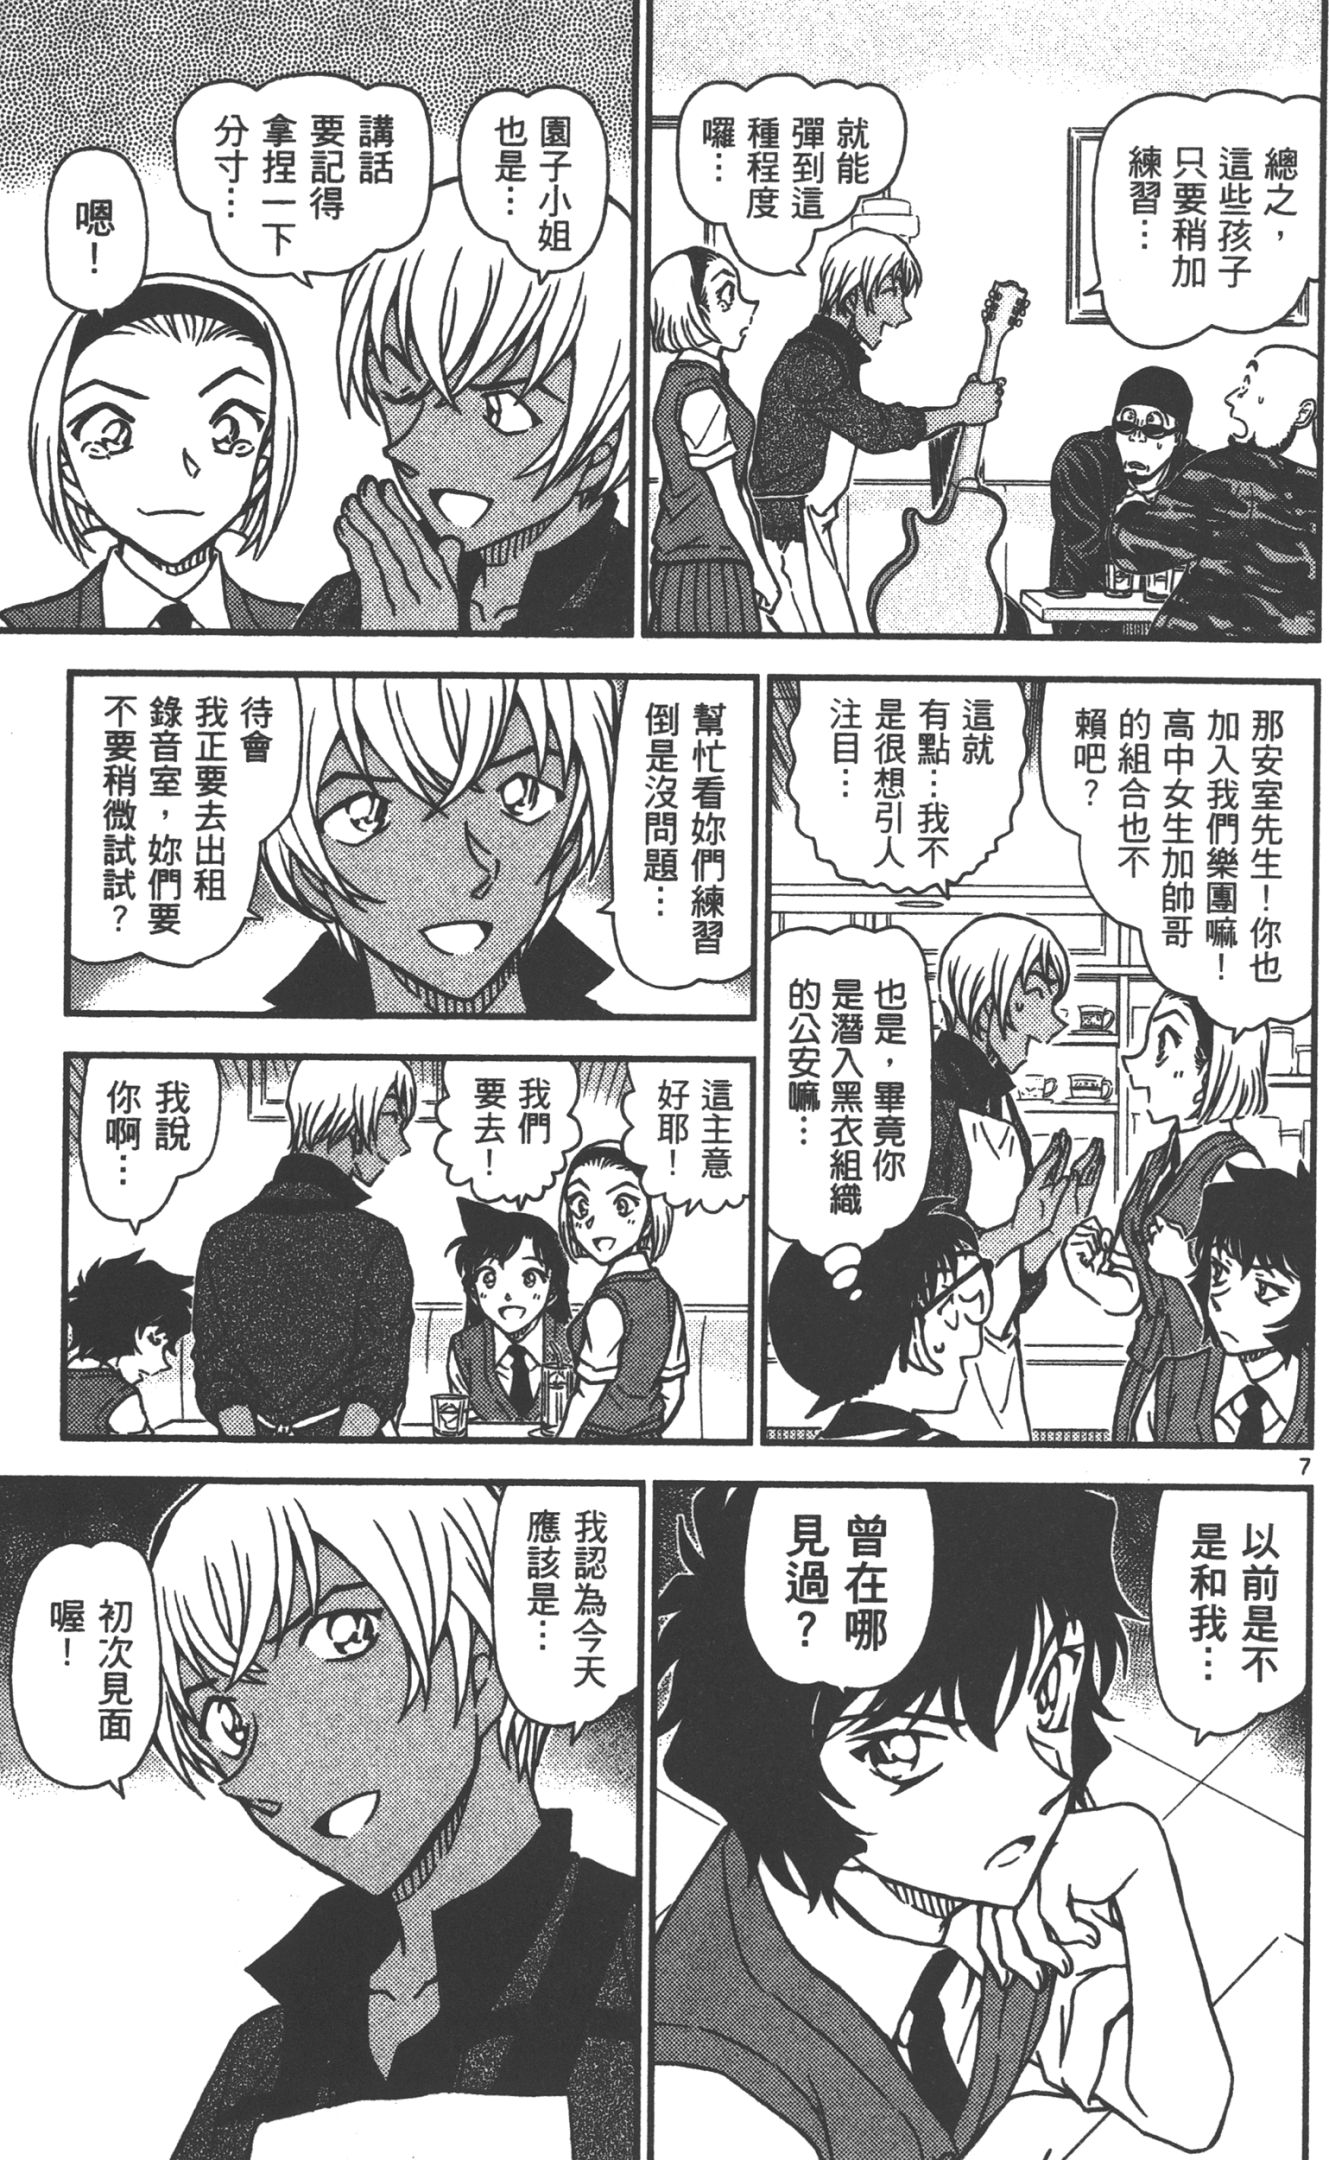 總之，
這些孩子
只要稍加
練習…
就能
彈到這
種程度
囉…
園子小姐
也是…
講話
要記得
拿捏一下
分寸…
嗯！
那安室先生！你也
加入我們樂團嘛！
高中女生加帥哥
的組合也不
賴吧？
這就
有點…我不
是很想引人
注目…
也是，畢竟你
是潛入黑衣組織
的公安嘛…
幫忙看妳們練習
倒是沒問題…
待會
我正要去出租
錄音室，妳們要
不要稍微試試？
這主意
好耶！
我們
要去！
我說
你啊…
7
以前是不
是和我…
曾在哪
見過？
我認為今天
應該是…
初次見面
喔！